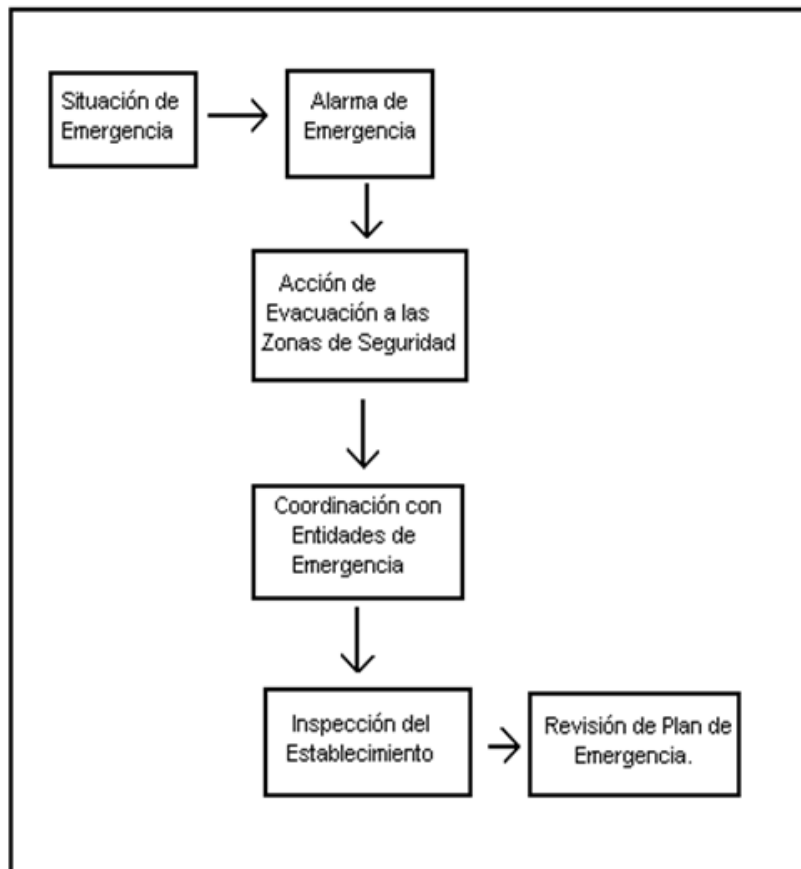 Situación de
Emergencia
Alarma de
Emergencia
Acción de
Evacuación a las
Zonas de Seguridad
Coordinación con
Entidades de
Emergencia
Inspección del
Establecimiento
Revisión de Plan de
Emergencia.